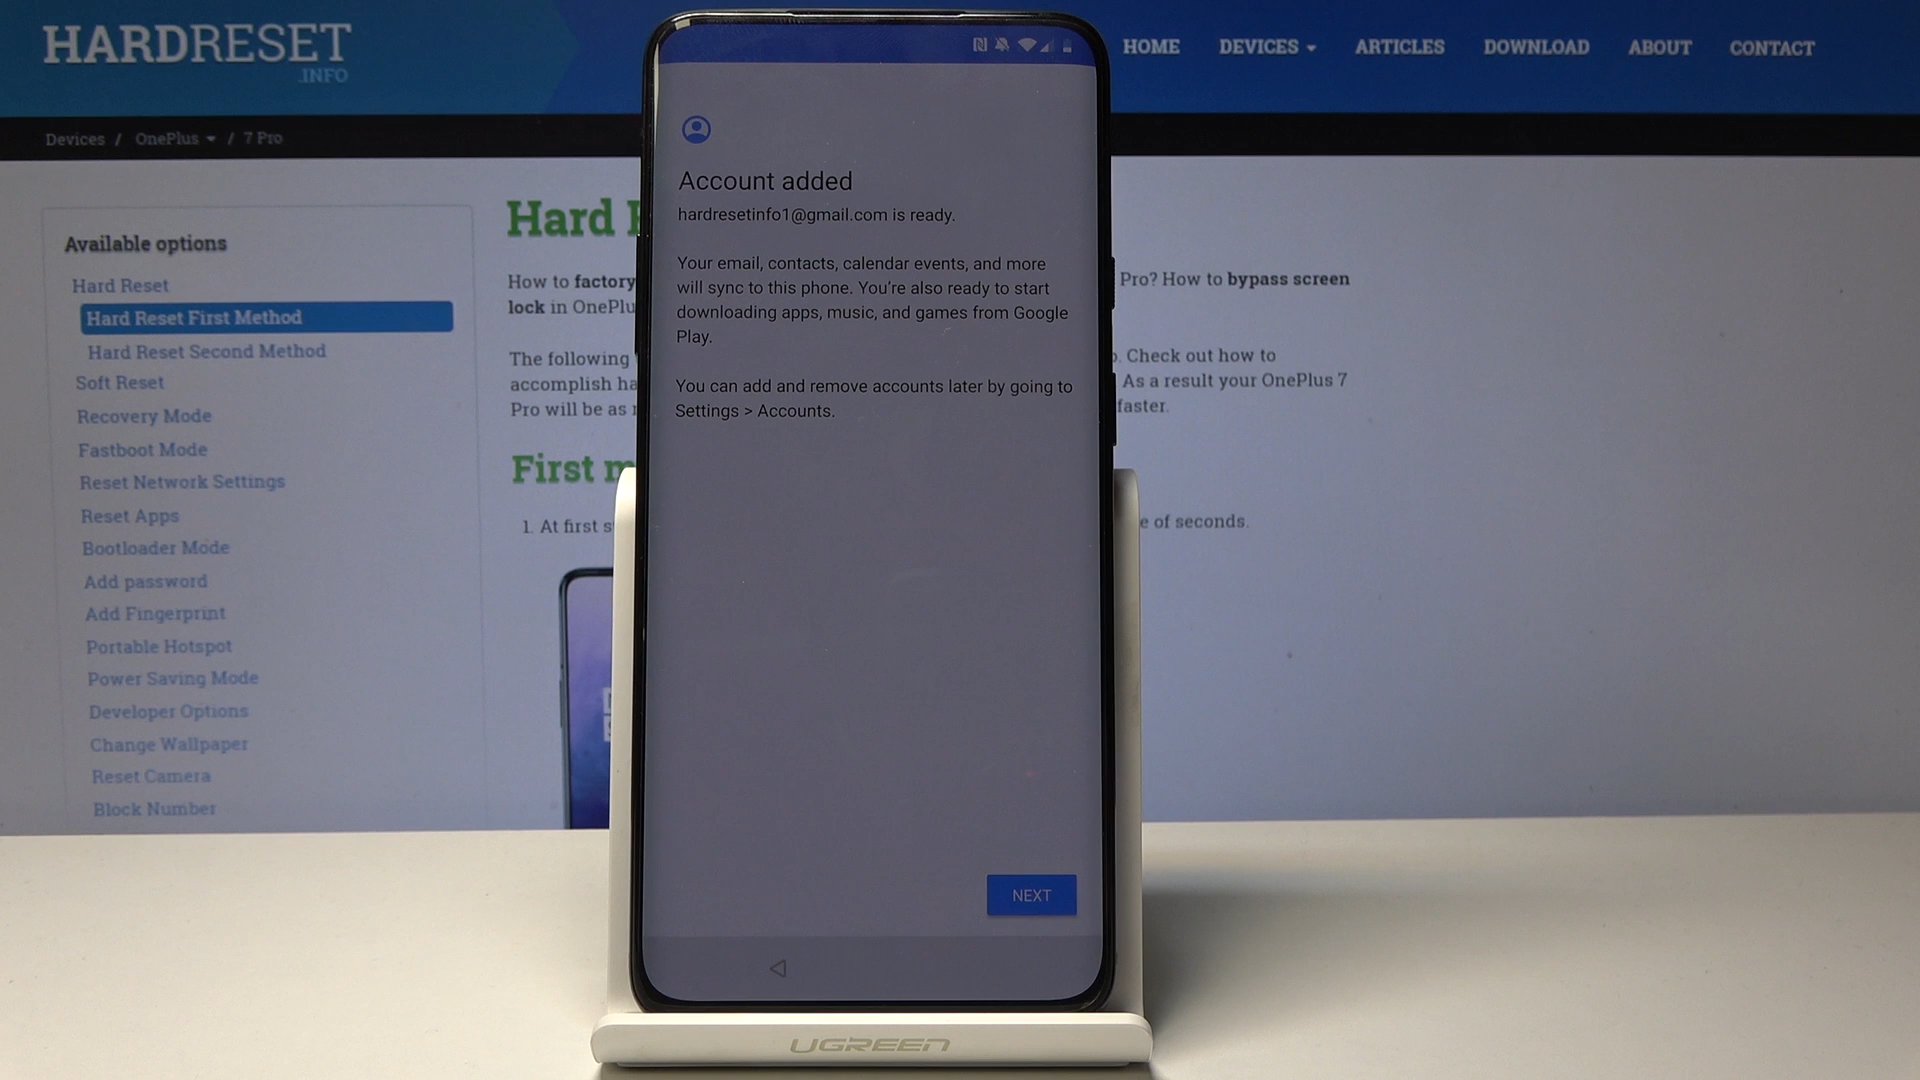 HARDRESET
.INFO
HOME DEVICES ARTICLES DOWNLOAD ABOUT CONTACT
Devices / OnePlus / 7 Pro
Available options
Hard Reset
Hard Reset First Method
Hard Reset Second Method
Soft Reset
Recovery Mode
Fastboot Mode
Reset Network Settings
Reset Apps
Bootloader Mode
Add password
Add Fingerprint
Portable Hotspot
Power Saving Mode
Developer Options
Change Wallpaper
Reset Camera
Block Number
Hard
How to factory Pro? How to bypass screen
lock in OnePlu
The following . Check out how to
accomplish ha As a result your OnePlus 7
Pro will be as faster.
First m
1. At first s e of seconds.
Account added
hardresetinfo1@gmail.com is ready.
Your email, contacts, calendar events, and more
will sync to this phone. You're also ready to start
downloading apps, music, and games from Google
Play.
You can add and remove accounts later by going to
Settings > Accounts.
NEXT
UGREEN